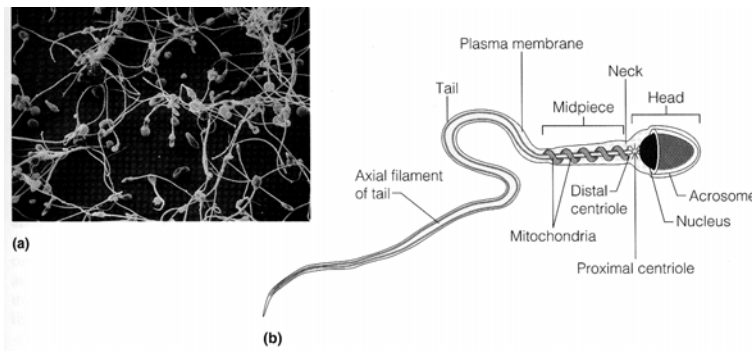 Plasma membrane
Neck
Tail
Midpiece
Head
Axial filament
of tail
Distal
centriole
Acrosome
Mitochondria
Nucleus
Proximal centriole
(a)
(b)